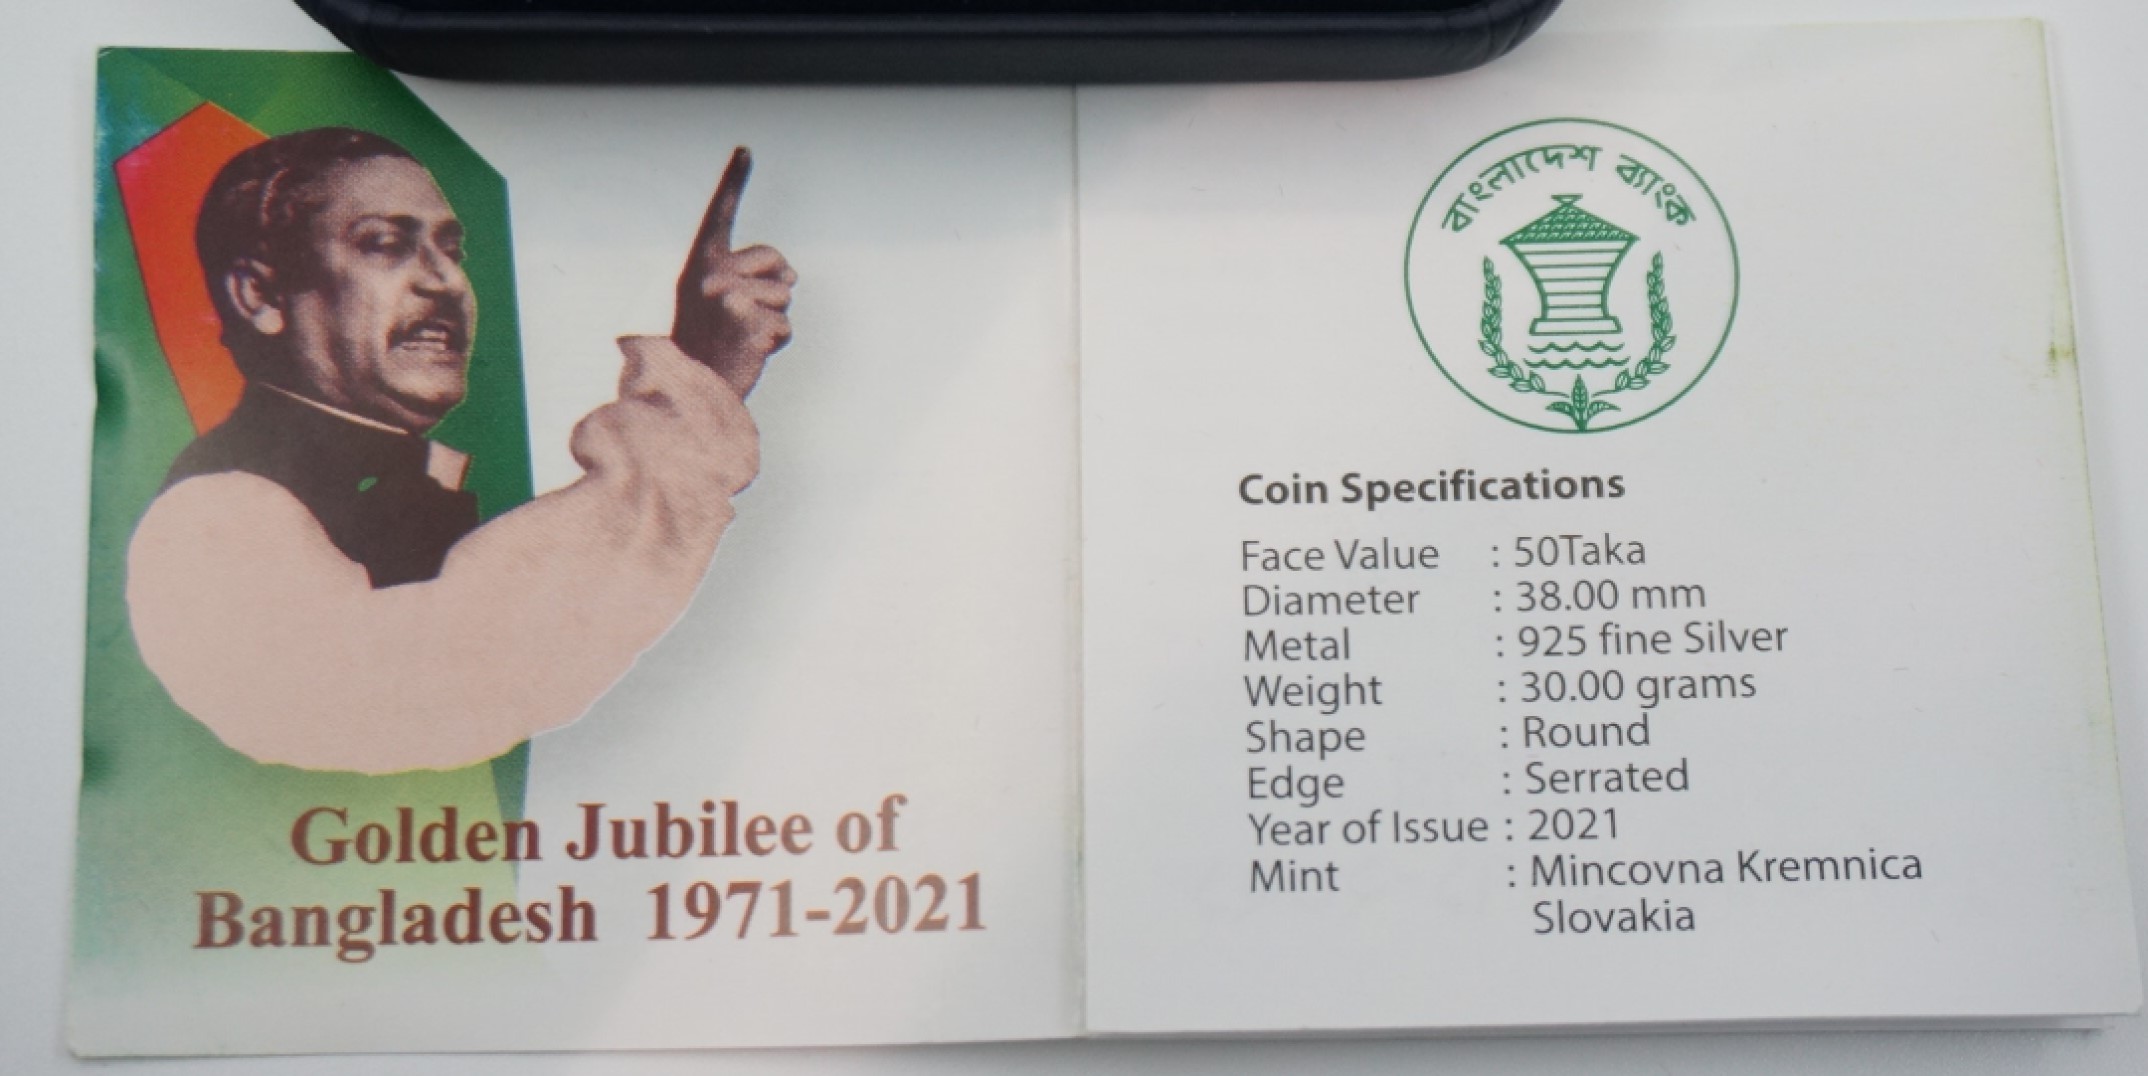 Golden Jubilee of
Bangladesh 1971-2021
বাংলাদেশ ব্যাংক
Coin Specifications
Face Value : 50Taka
Diameter : 38.00 mm
Metal : 925 fine Silver
Weight : 30.00 grams
Shape : Round
Edge : Serrated
Year of Issue : 2021
Mint : Mincovna Kremnica
Slovakia